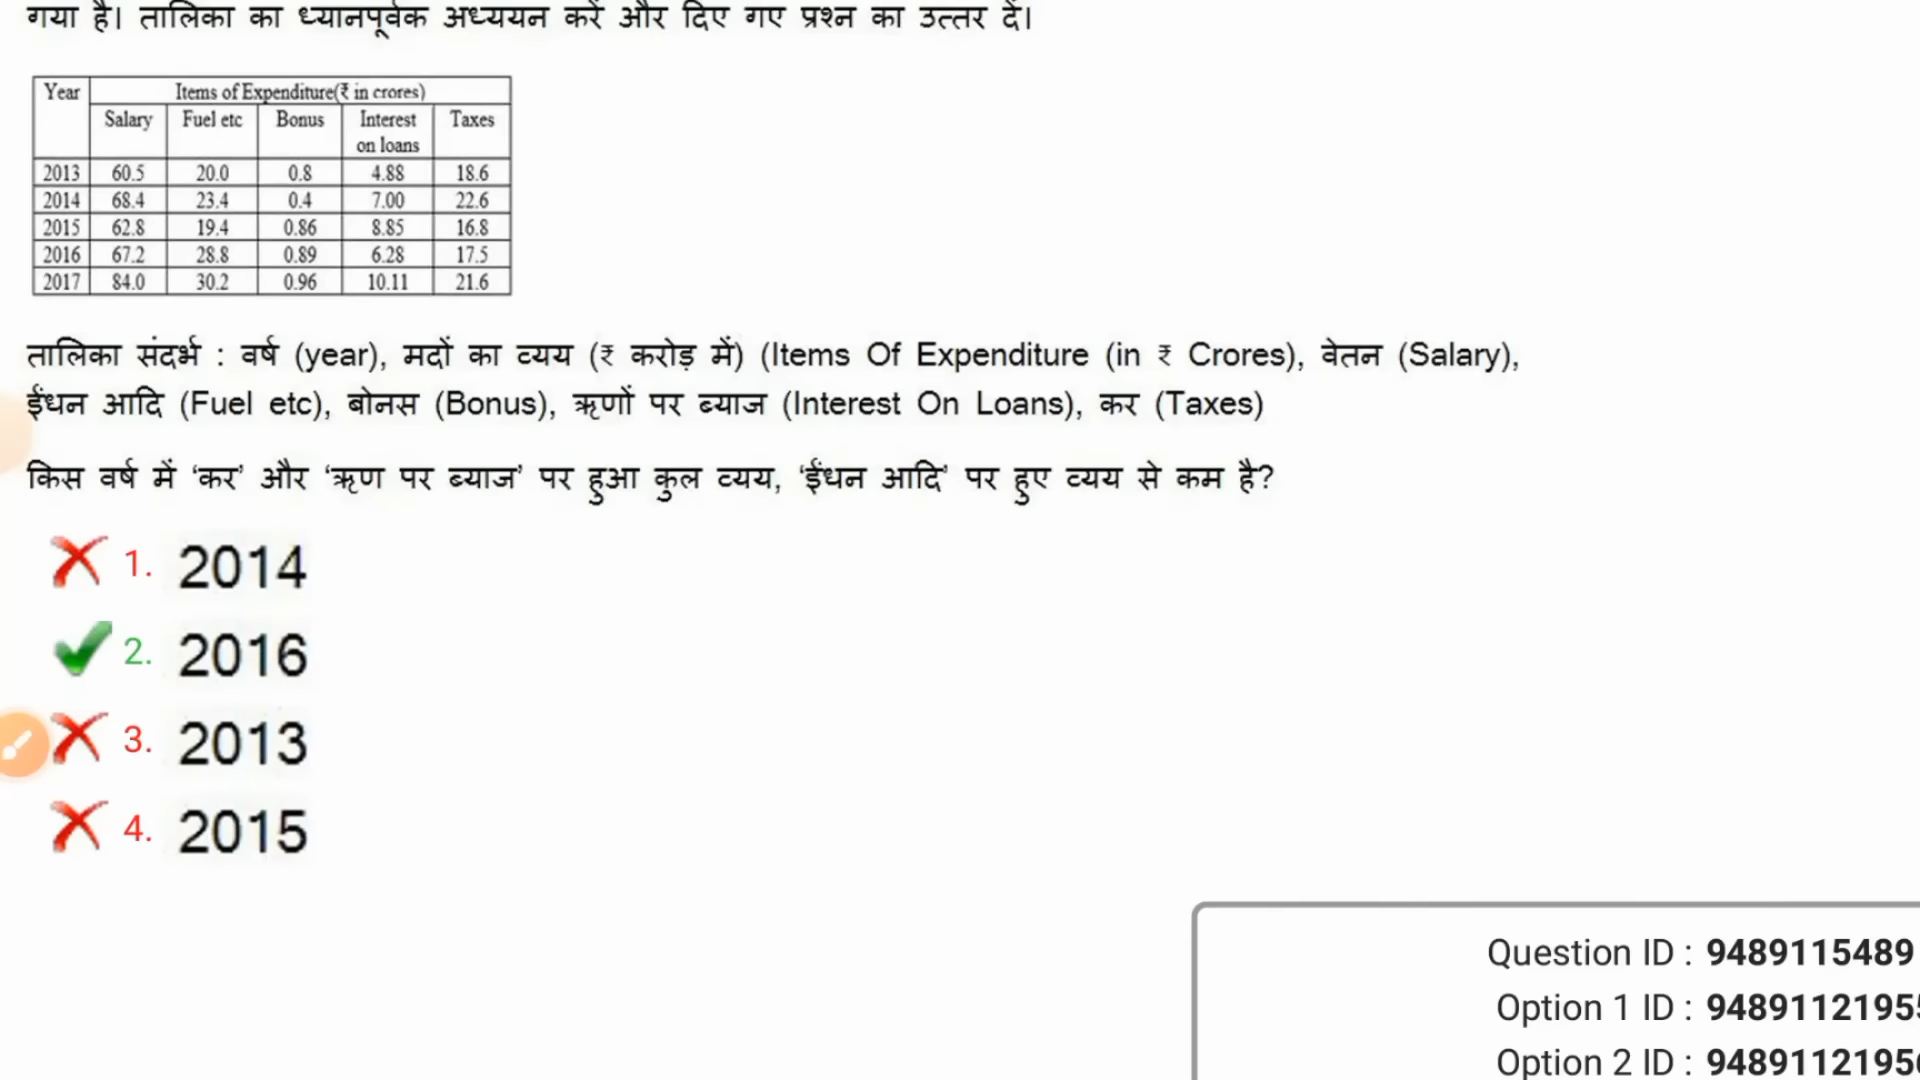 गया है। तालिका का ध्यानपूर्वक अध्ययन करें और दिए गए प्रश्न का उत्तर दें।
Year Items of Expenditure(₹ in crores)
Salary Fuel etc Bonus Interest on loans Taxes
2013 60.5 20.0 0.8 4.88 18.6
2014 68.4 23.4 0.4 7.00 22.6
2015 62.8 19.4 0.86 8.85 16.8
2016 67.2 28.8 0.89 6.28 17.5
2017 84.0 30.2 0.96 10.11 21.6
तालिका संदर्भ : वर्ष (year), मदों का व्यय (₹ करोड़ में) (Items Of Expenditure (in ₹ Crores), वेतन (Salary),
ईंधन आदि (Fuel etc), बोनस (Bonus), ऋणों पर ब्याज (Interest On Loans), कर (Taxes)
किस वर्ष में ‘कर’ और ‘ऋण पर ब्याज’ पर हुआ कुल व्यय, ‘ईंधन आदि’ पर हुए व्यय से कम है?
1. 2014
2. 2016
3. 2013
4. 2015
Question ID : 9489115489
Option 1 ID : 94891121955
Option 2 ID : 9489112195